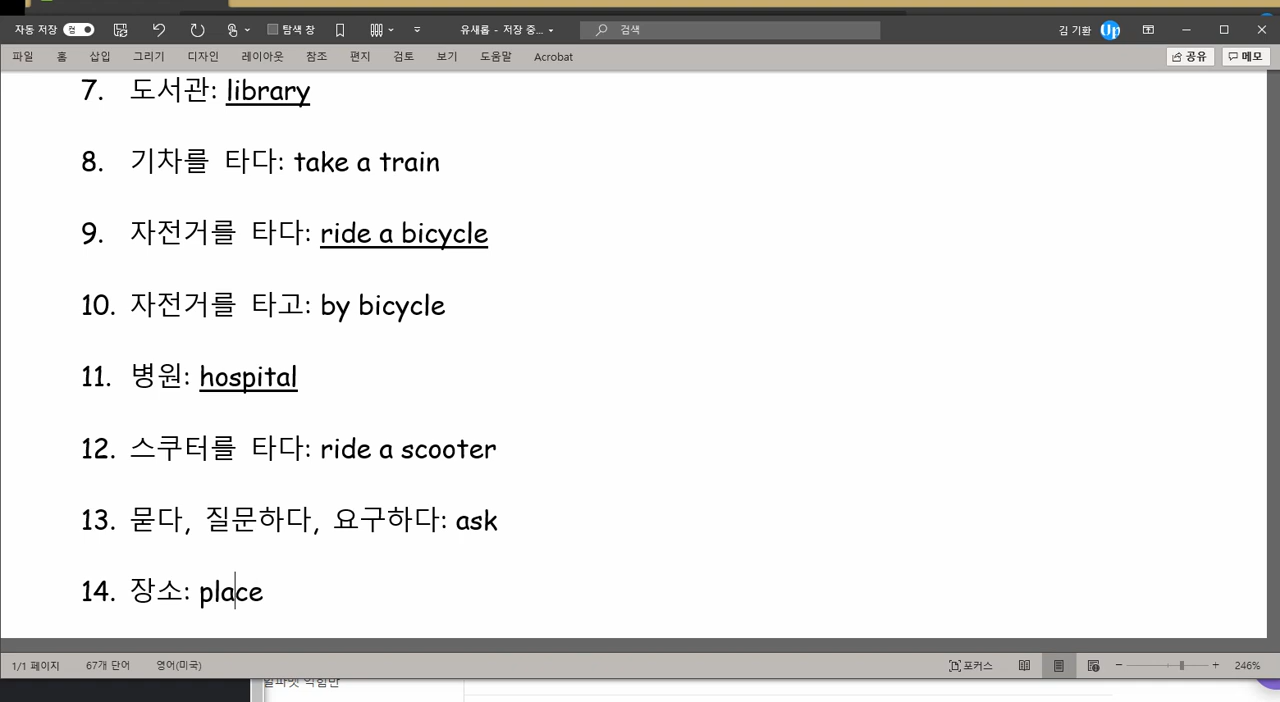 자동 저장 컴 탐색 창 유세룹 - 저장 중... 검색 김 기환 Up
파일 홈 삽입 그리기 디자인 레이아웃 참조 편지 검토 보기 도움말 Acrobat 공유 메모
7. 도서관: library
8. 기차를 타다: take a train
9. 자전거를 타다: ride a bicycle
10. 자전거를 타고: by bicycle
11. 병원: hospital
12. 스쿠터를 타다: ride a scooter
13. 묻다, 질문하다, 요구하다: ask
14. 장소: place
1/1 페이지 67개 단어 영어(미국) 포커스 246%